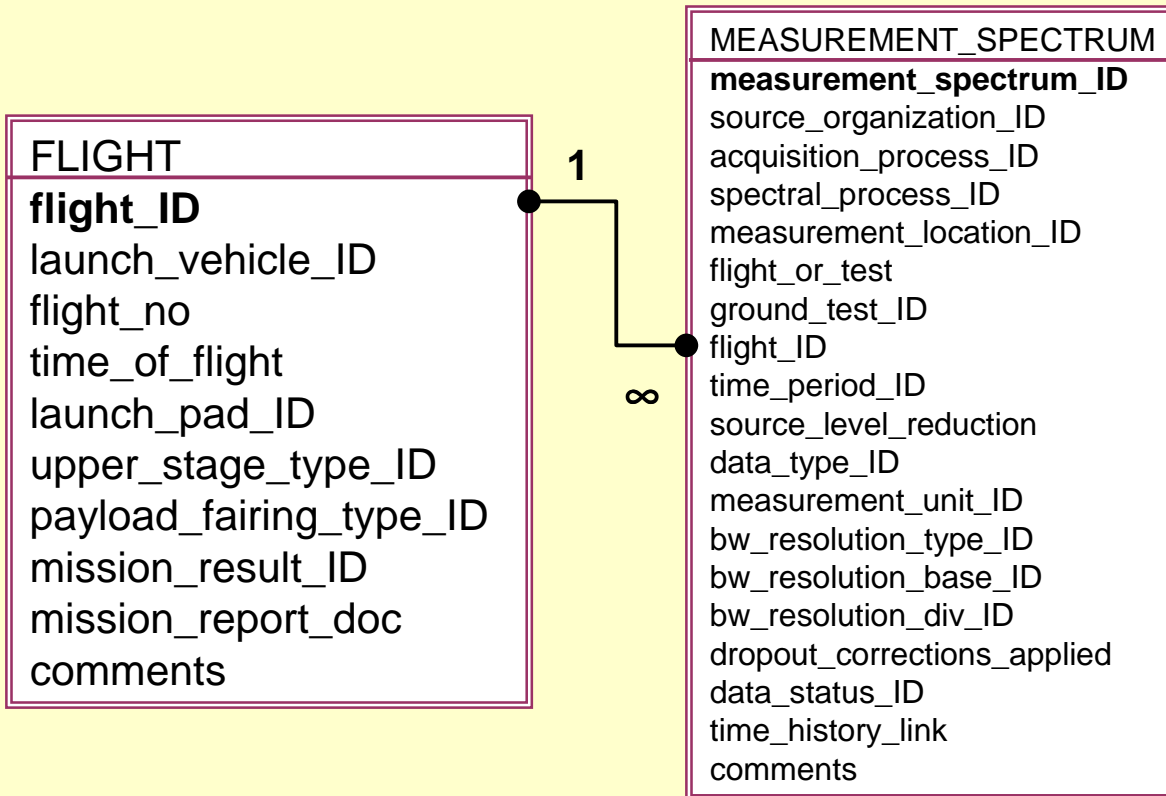 FLIGHT
flight_ID
launch_vehicle_ID
flight_no
time_of_flight
launch_pad_ID
upper_stage_type_ID
payload_fairing_type_ID
mission_result_ID
mission_report_doc
comments
1
∞
MEASUREMENT_SPECTRUM
measurement_spectrum_ID
source_organization_ID
acquisition_process_ID
spectral_process_ID
measurement_location_ID
flight_or_test
ground_test_ID
flight_ID
time_period_ID
source_level_reduction
data_type_ID
measurement_unit_ID
bw_resolution_type_ID
bw_resolution_base_ID
bw_resolution_div_ID
dropout_corrections_applied
data_status_ID
time_history_link
comments